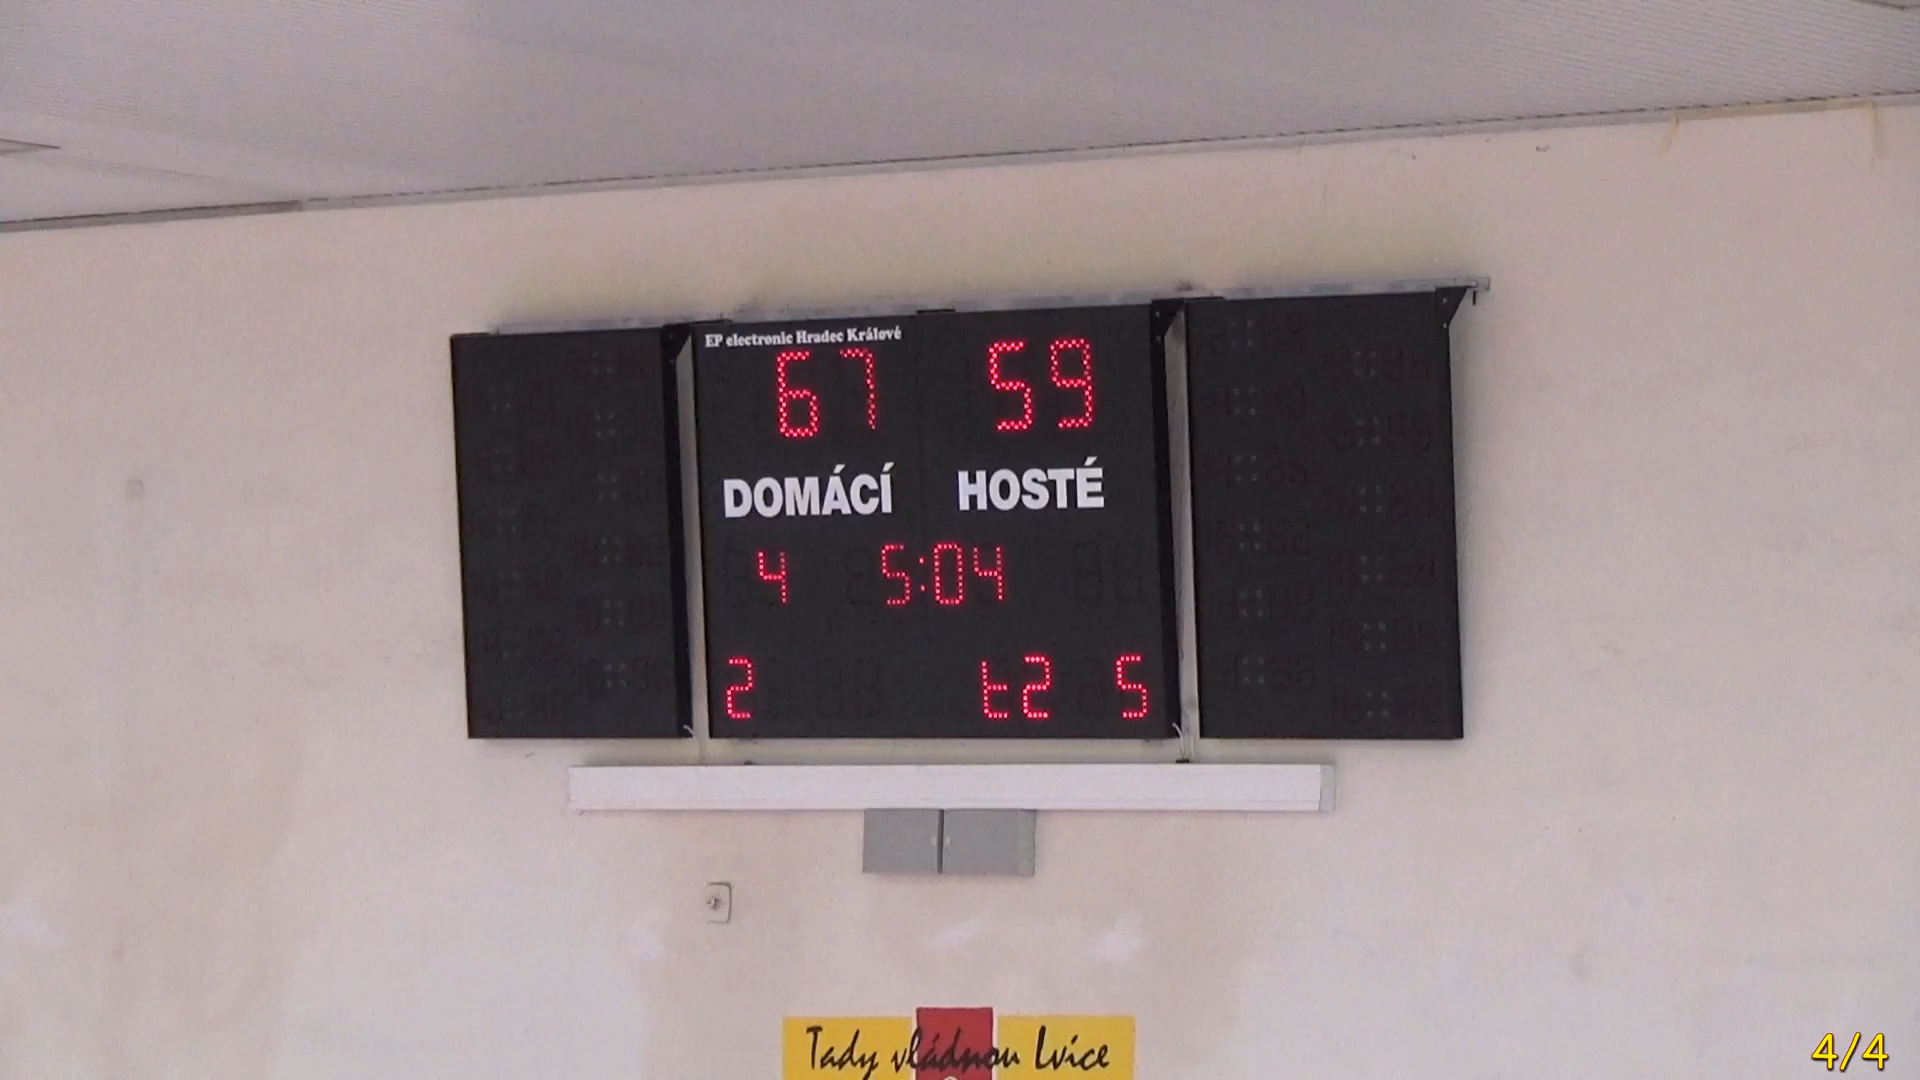 EP electronic Hradec Králové
67 59
DOMÁCÍ HOSTÉ
4 5:04
2 t2 5
Tady vládnou Lvice
4/4